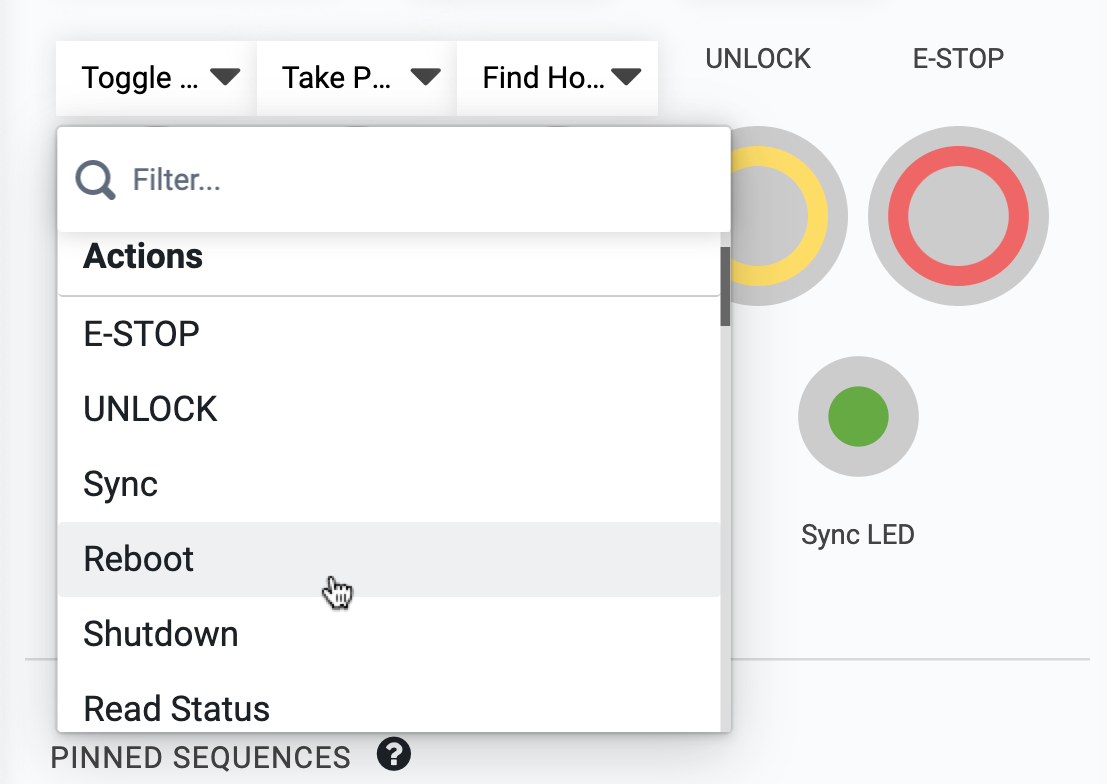 Toggle ...
Take P...
Find Ho...
UNLOCK
E-STOP
Filter...
Actions
E-STOP
UNLOCK
Sync
Reboot
Shutdown
Read Status
Sync LED
PINNED SEQUENCES ?